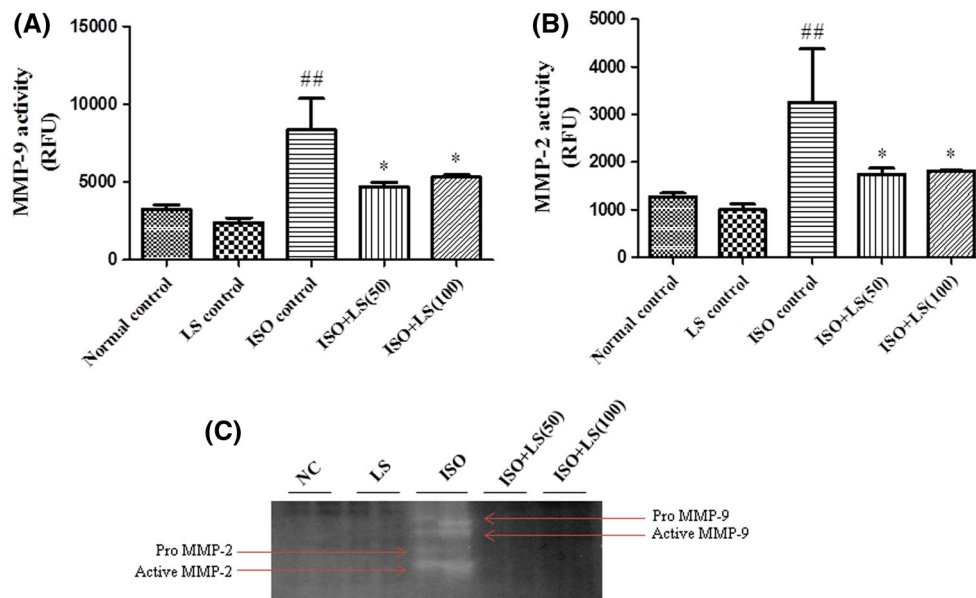 (A)
MMP-9 activity
(RFU)
15000
10000
5000
0
##
*
*
Normal control
LS control
ISO control
ISO+LS(50)
ISO+LS(100)
(B)
MMP-2 activity
(RFU)
5000
4000
3000
2000
1000
0
##
*
*
Normal control
LS control
ISO control
ISO+LS(50)
ISO+LS(100)
(C)
NC
LS
ISO
ISO+LS(50)
ISO+LS(100)
Pro MMP-9
Active MMP-9
Pro MMP-2
Active MMP-2